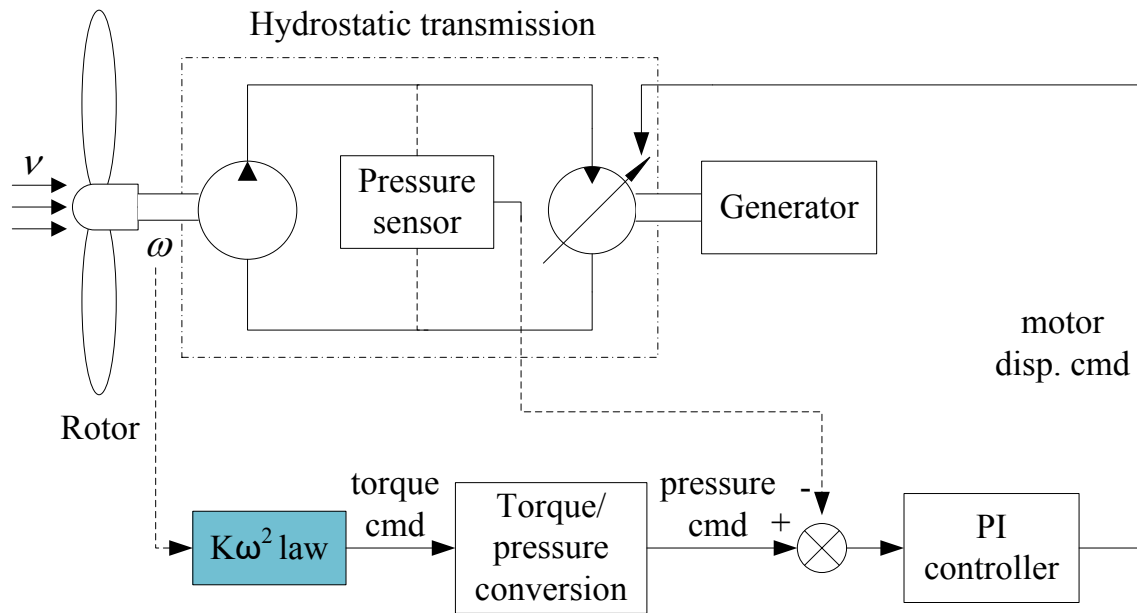 Hydrostatic transmission
ν
Pressure
sensor
Generator
ω
motor
disp. cmd
Rotor
torque
cmd
pressure
cmd
-
+
Kω² law
Torque/
pressure
conversion
PI
controller